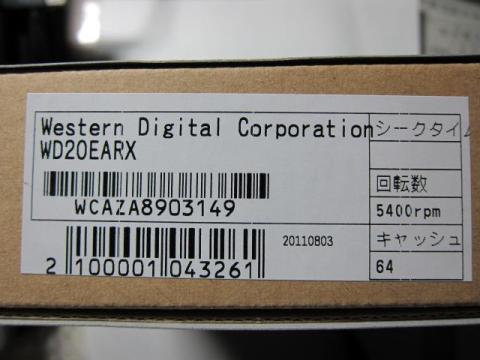 Western Digital Corporation
WD20EARX
WCAZA8903149
2 100001 043261
20110803
シークタイム
回転数
5400rpm
キャッシュ
64